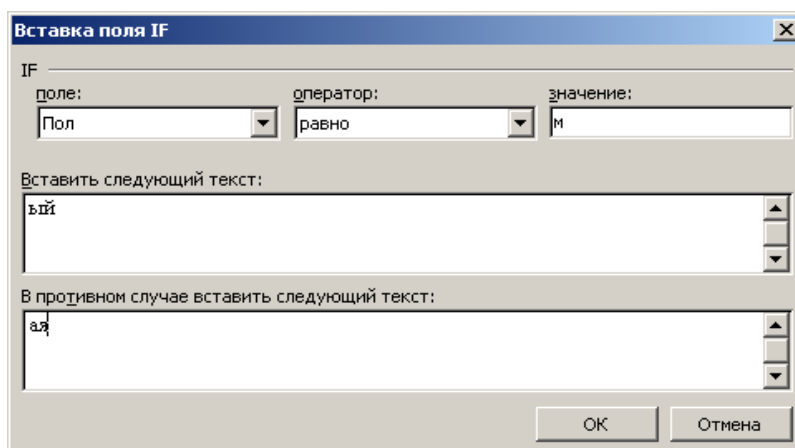 Вставка поля IF
IF
поле: оператор: значение:
Пол равно м
Вставить следующий текст:
ый
В противном случае вставить следующий текст:
ая
ОК Отмена